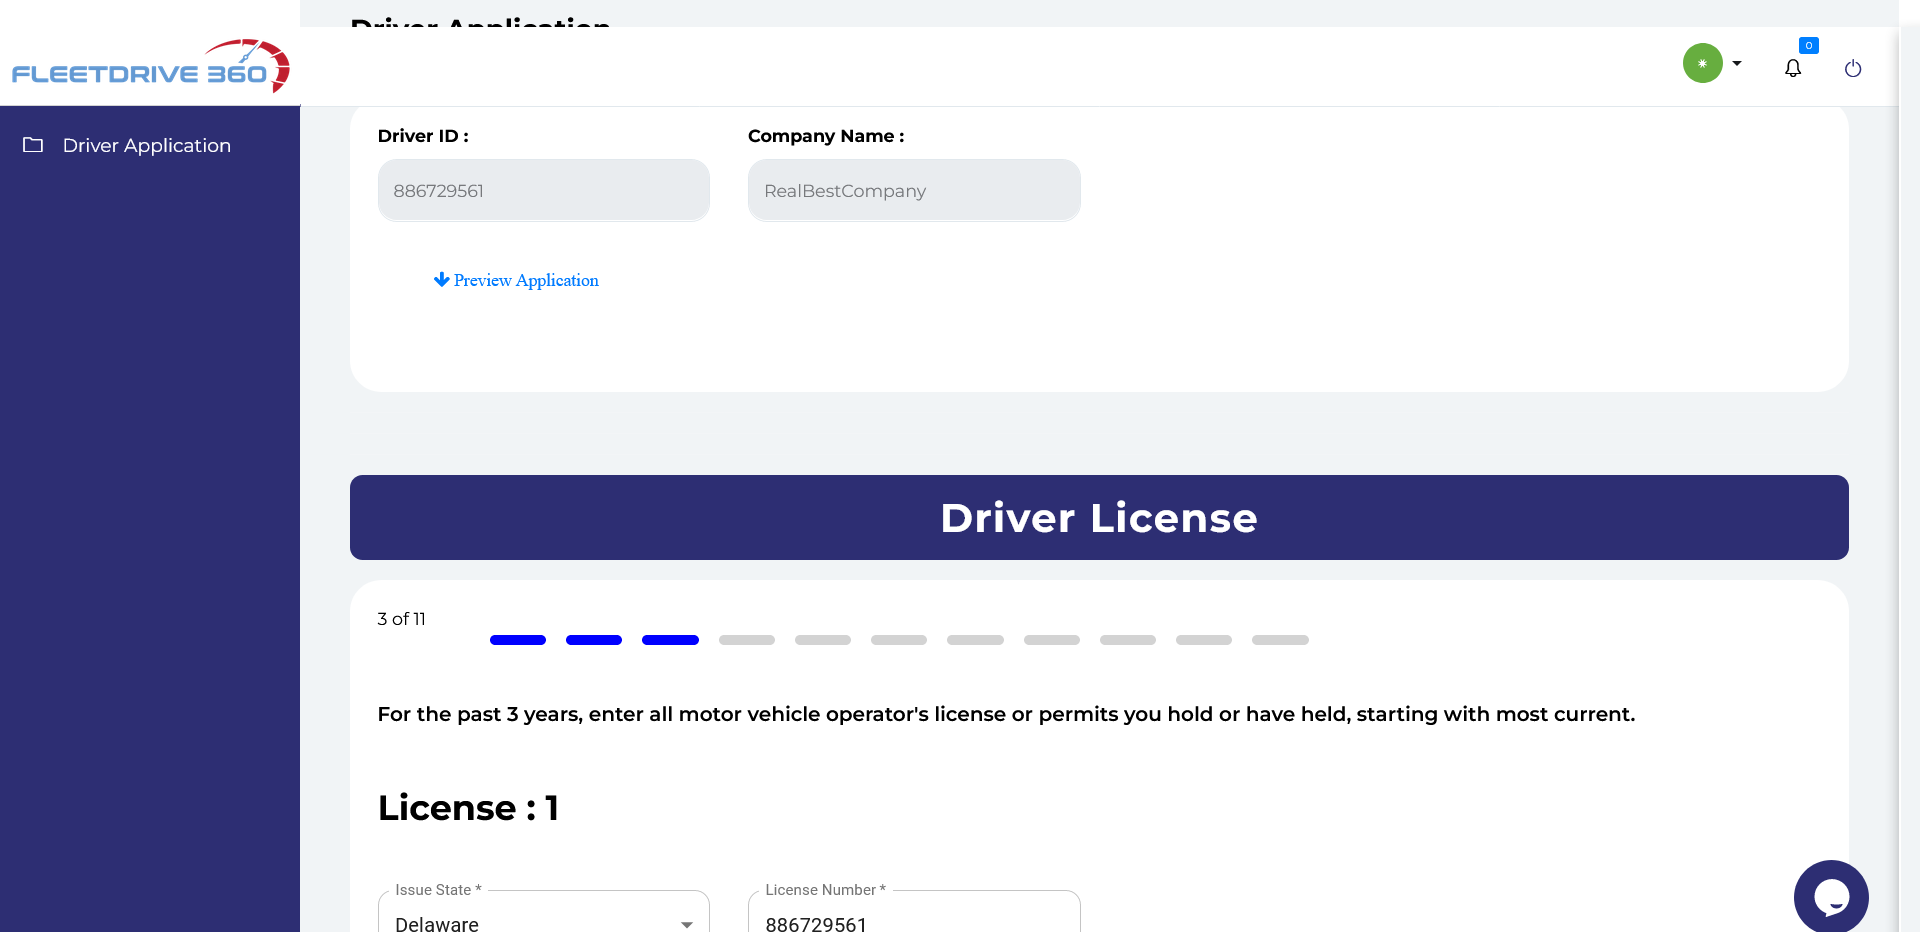 Driver Application
FLEETDRIVE 360
0
Driver Application
Driver ID :
Company Name :
886729561
RealBestCompany
Preview Application
Driver License
3 of 11
For the past 3 years, enter all motor vehicle operator's license or permits you hold or have held, starting with most current.
License : 1
Issue State *
License Number *
Delaware
886729561